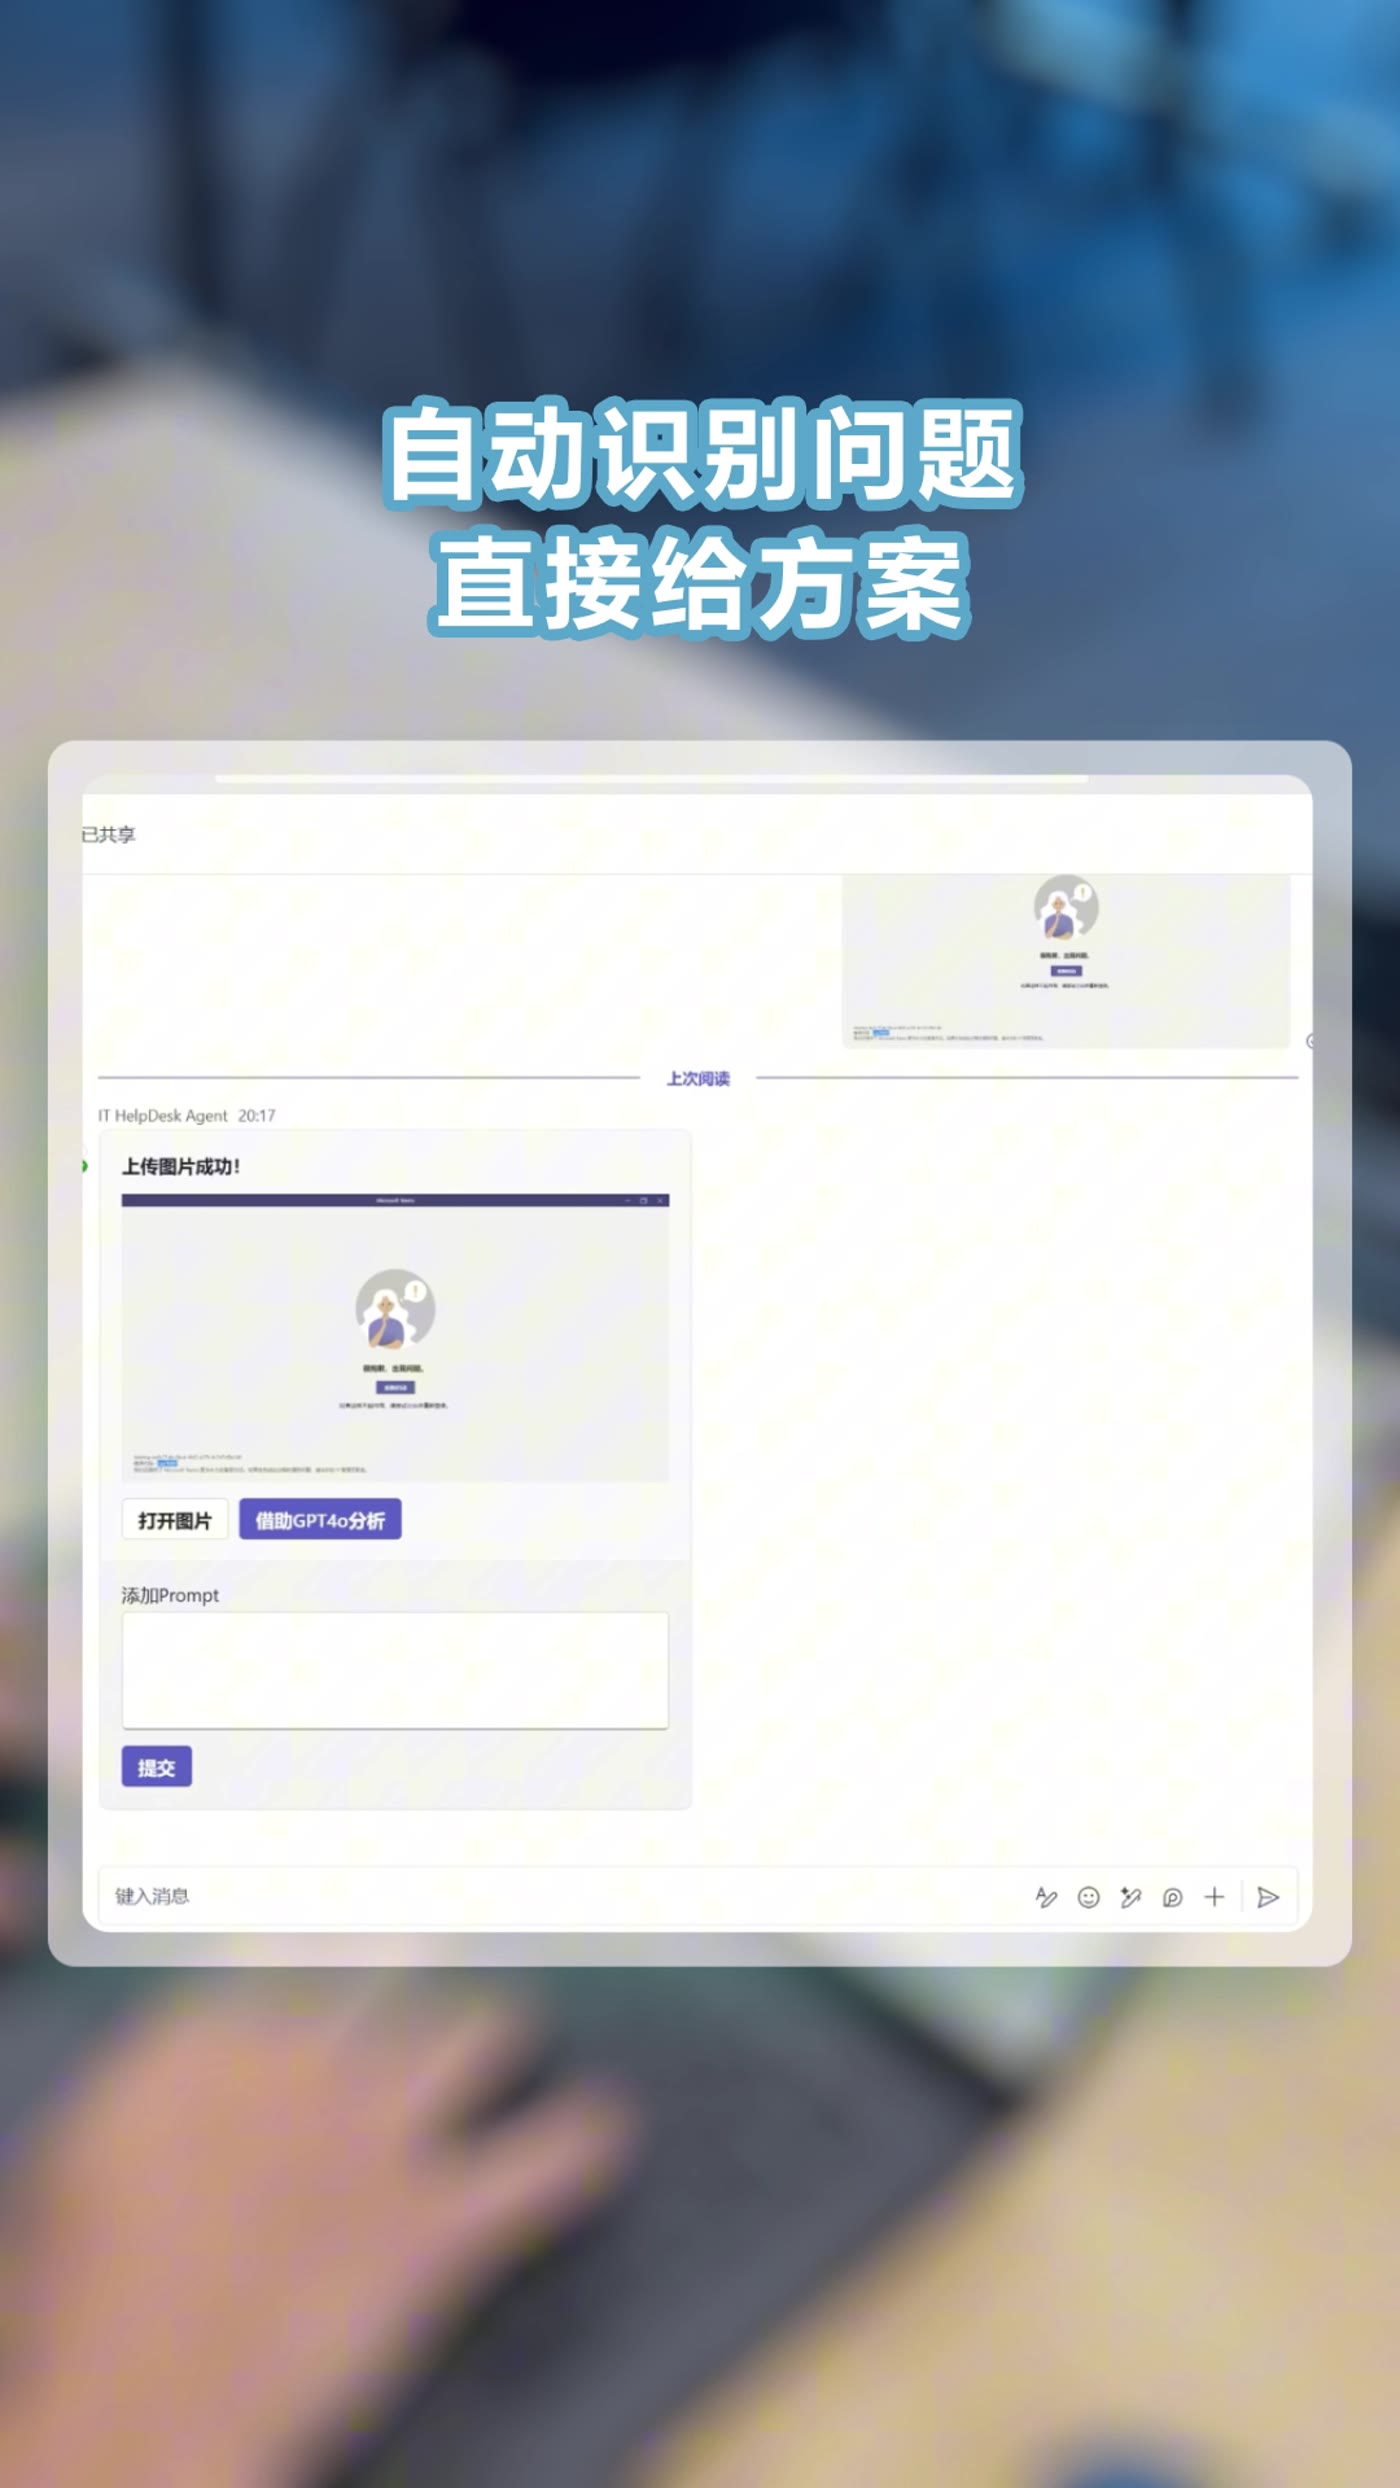 自动识别问题
直接给方案
已共享
上次阅读
IT HelpDesk Agent 20:17
上传图片成功！
Microsoft Teams
打开图片
借助GPT4o分析
添加Prompt
提交
键入消息